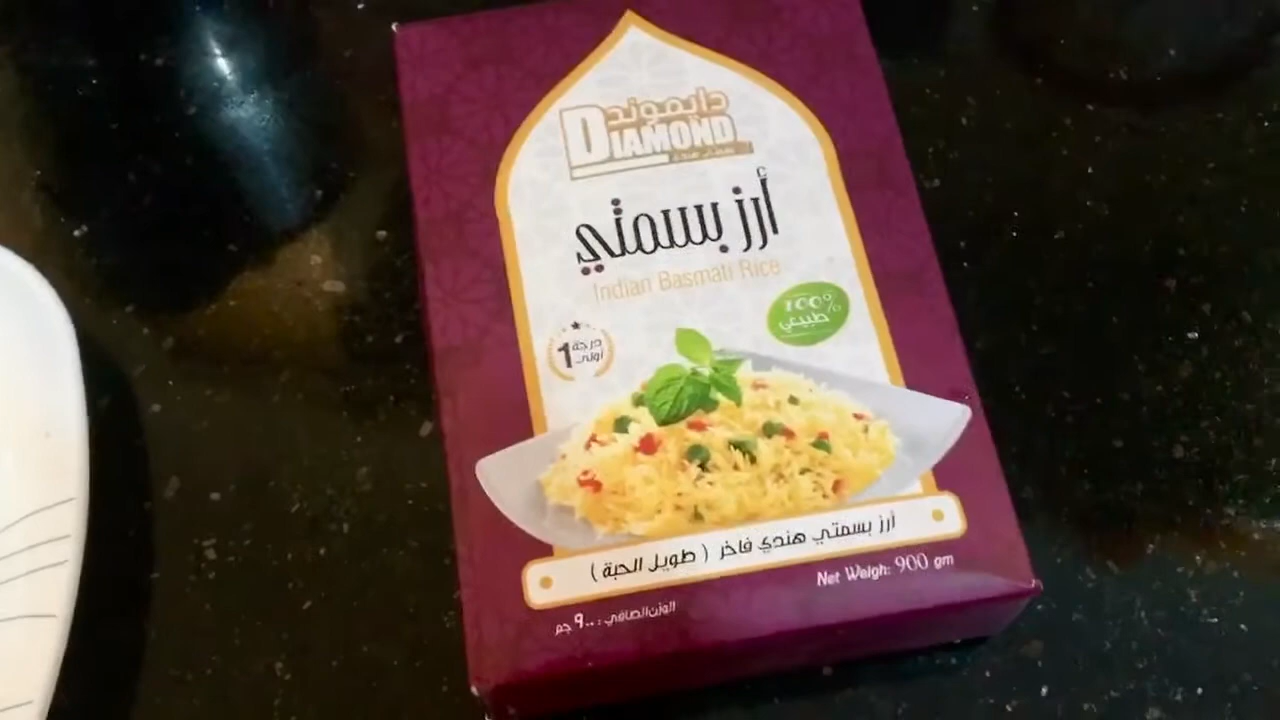 دايموند
DIAMOND
أرز بسمتي
Indian Basmati Rice
100%
طبيعي
1 درجة
أولى
أرز بسمتي هندي فاخر ( طويل الحبة )
Net Weigh: 900 gm
الوزن الصافي : ٩٠٠ جم